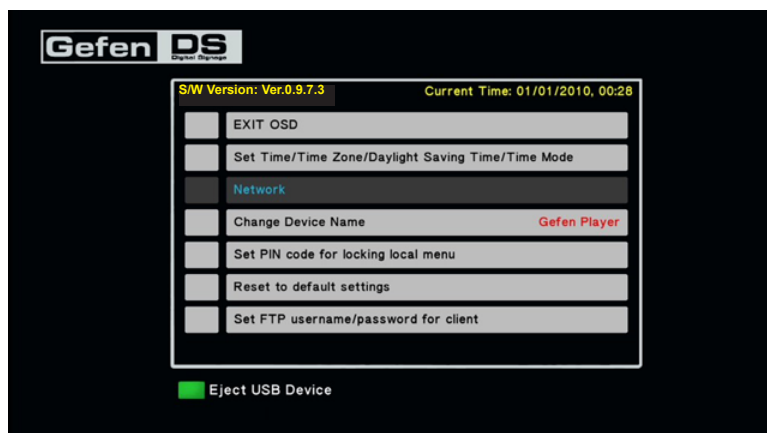 Gefen DS
Digital Signage
S/W Version: Ver.0.9.7.3 Current Time: 01/01/2010, 00:28
EXIT OSD
Set Time/Time Zone/Daylight Saving Time/Time Mode
Network
Change Device Name Gefen Player
Set PIN code for locking local menu
Reset to default settings
Set FTP username/password for client
Eject USB Device